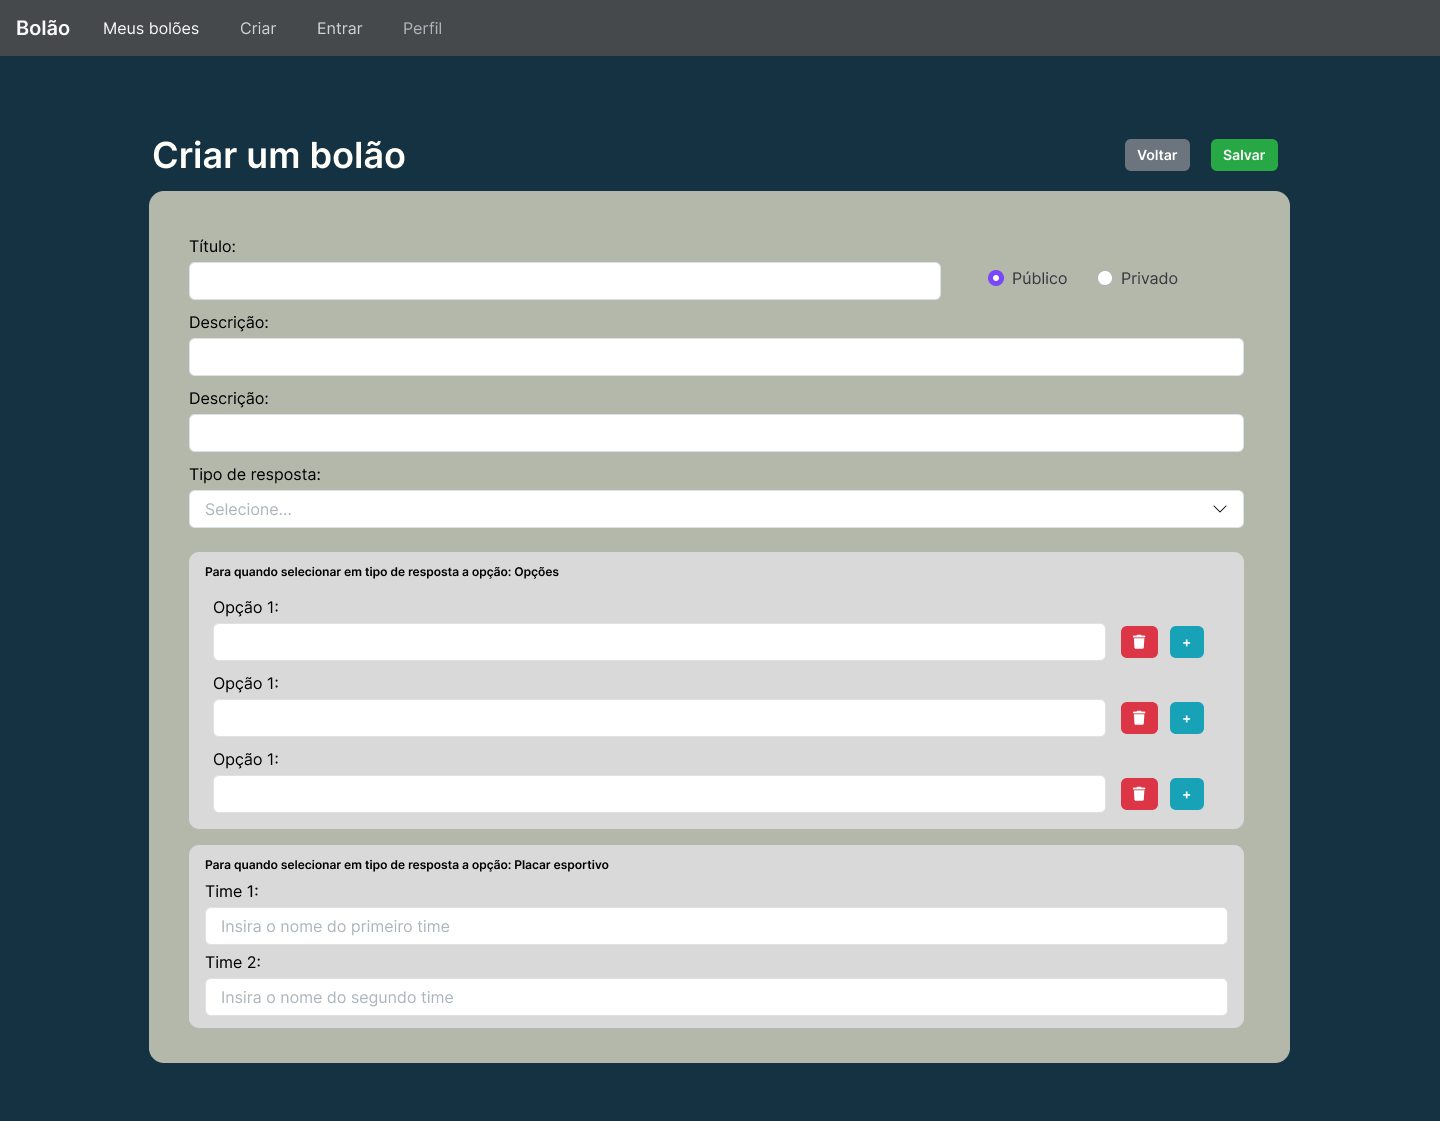 Bolão Meus bolões Criar Entrar Perfil
Criar um bolão
Voltar Salvar
Título:
Público Privado
Descrição:
Descrição:
Tipo de resposta:
Selecione...
Para quando selecionar em tipo de resposta a opção: Opções
Opção 1:
+
Opção 1:
+
Opção 1:
+
Para quando selecionar em tipo de resposta a opção: Placar esportivo
Time 1:
Insira o nome do primeiro time
Time 2:
Insira o nome do segundo time